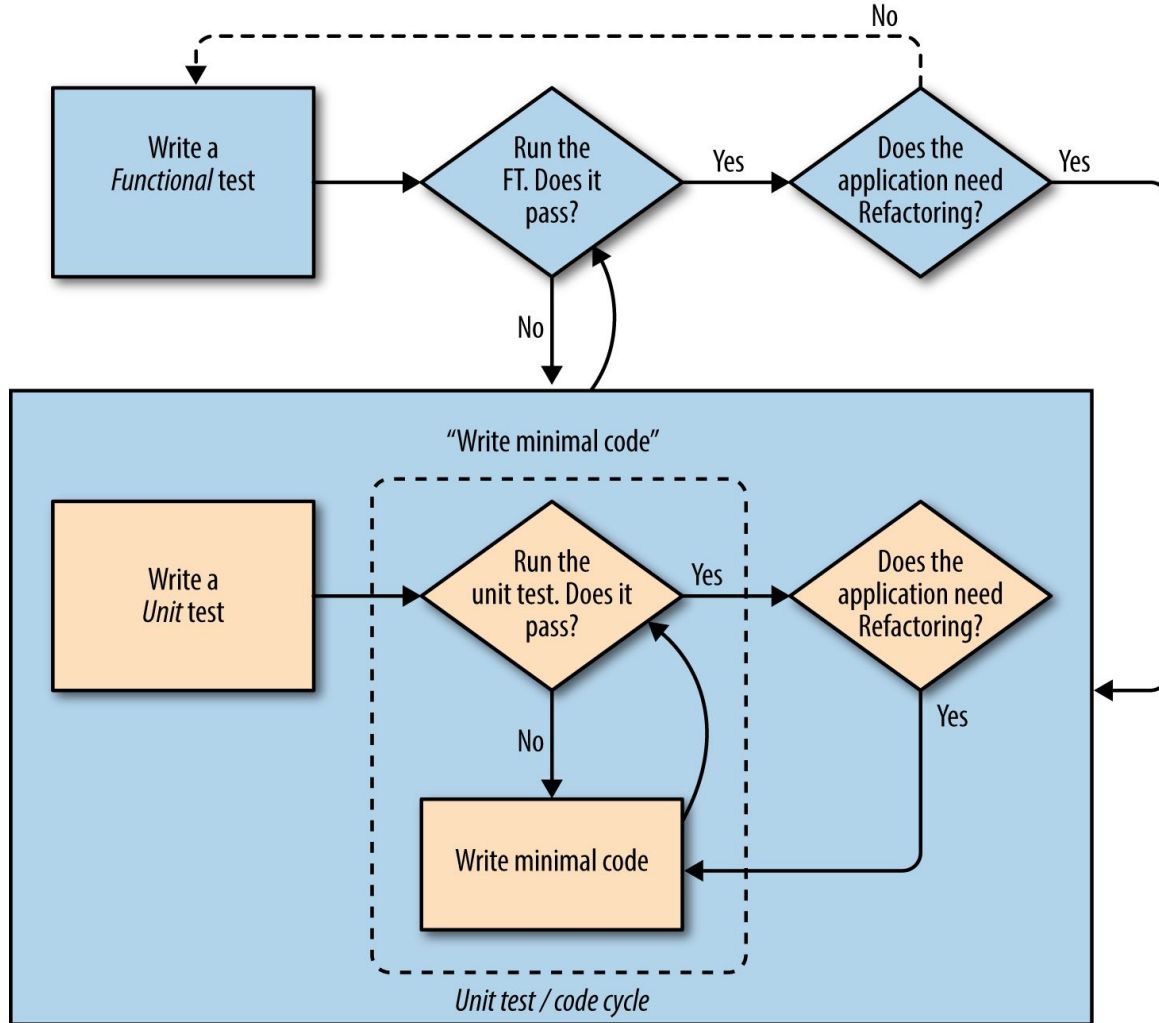 No
Write a
Functional test
Run the
FT. Does it
pass?
Yes
Does the
application need
Refactoring?
Yes
No
“Write minimal code”
Write a
Unit test
Run the
unit test. Does it
pass?
Yes
Does the
application need
Refactoring?
No
Yes
Write minimal code
Unit test / code cycle